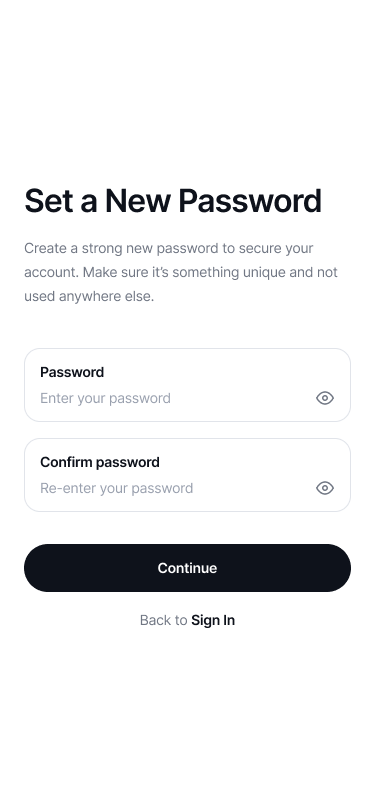 Set a New Password
Create a strong new password to secure your
account. Make sure it’s something unique and not
used anywhere else.
Password
Enter your password
Confirm password
Re-enter your password
Continue
Back to Sign In